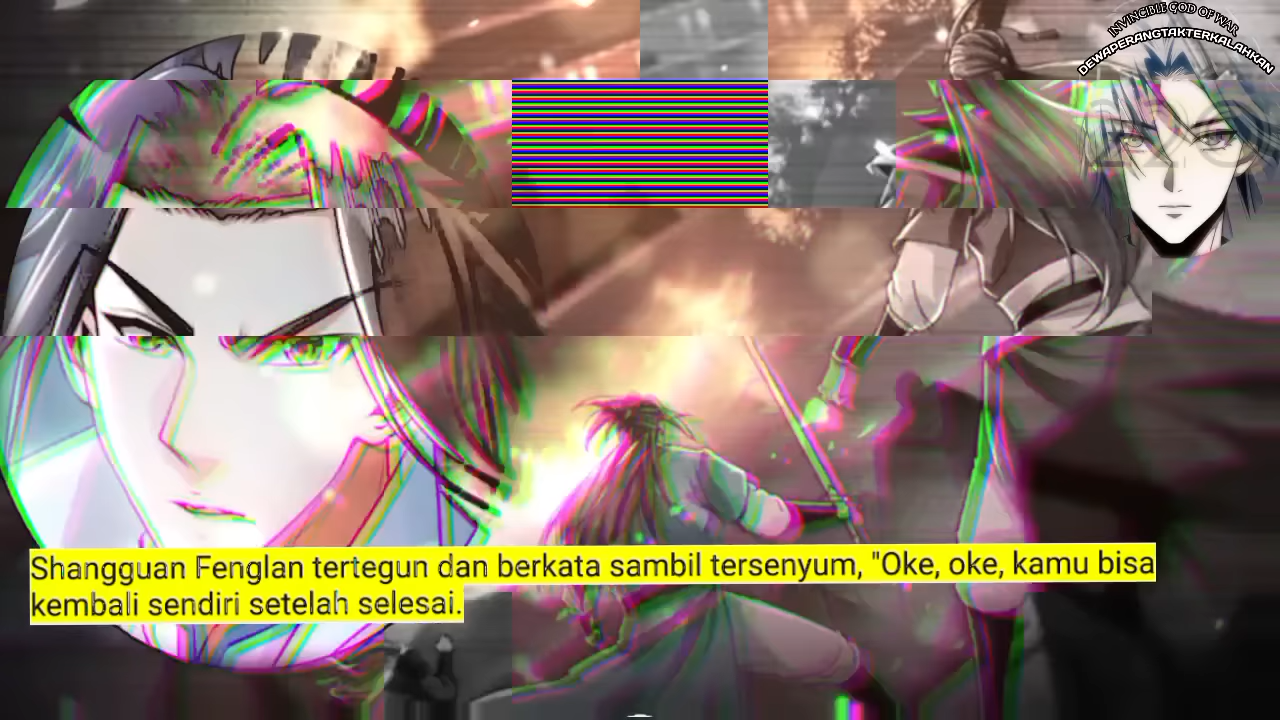 INVINCIBLE GOD OF WAR
DEWAPERANGTAKTERKALAHKAN
Shangguan Fenglan tertegun dan berkata sambil tersenyum, "Oke, oke, kamu bisa
kembali sendiri setelah selesai.